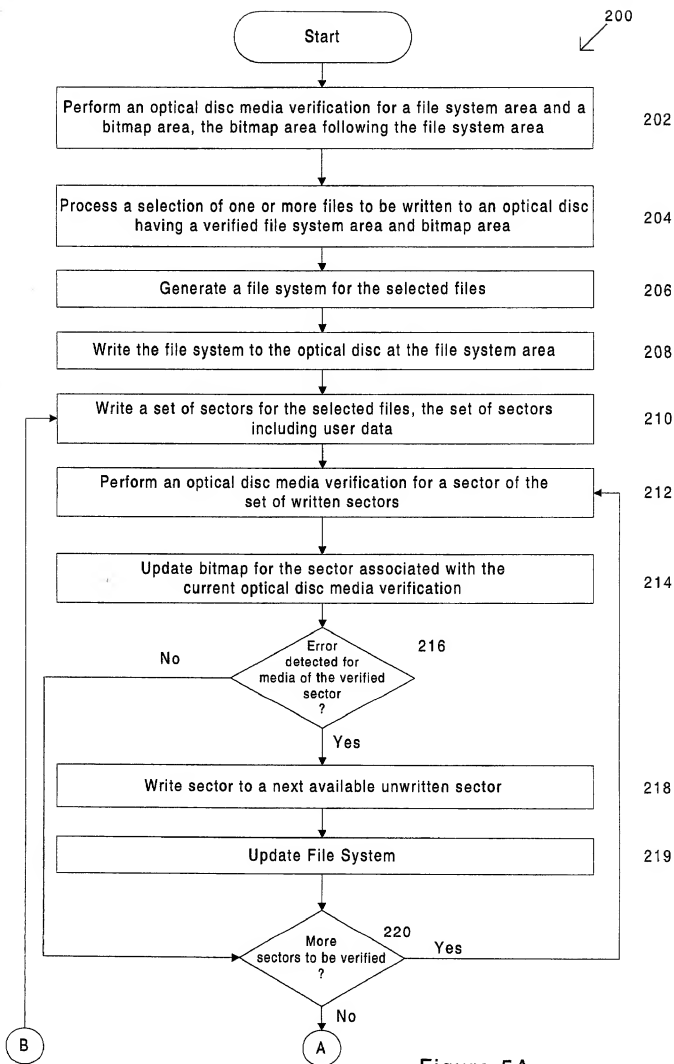 200
Start
Perform an optical disc media verification for a file system area and a
bitmap area, the bitmap area following the file system area
202
Process a selection of one or more files to be written to an optical disc
having a verified file system area and bitmap area
204
Generate a file system for the selected files
206
Write the file system to the optical disc at the file system area
208
Write a set of sectors for the selected files, the set of sectors
including user data
210
Perform an optical disc media verification for a sector of the
set of written sectors
212
Update bitmap for the sector associated with the
current optical disc media verification
214
Error
detected for
media of the verified
sector
?
216
No
Yes
Write sector to a next available unwritten sector
218
Update File System
219
More
sectors to be verified
?
220
Yes
No
B
A
Figure 5A